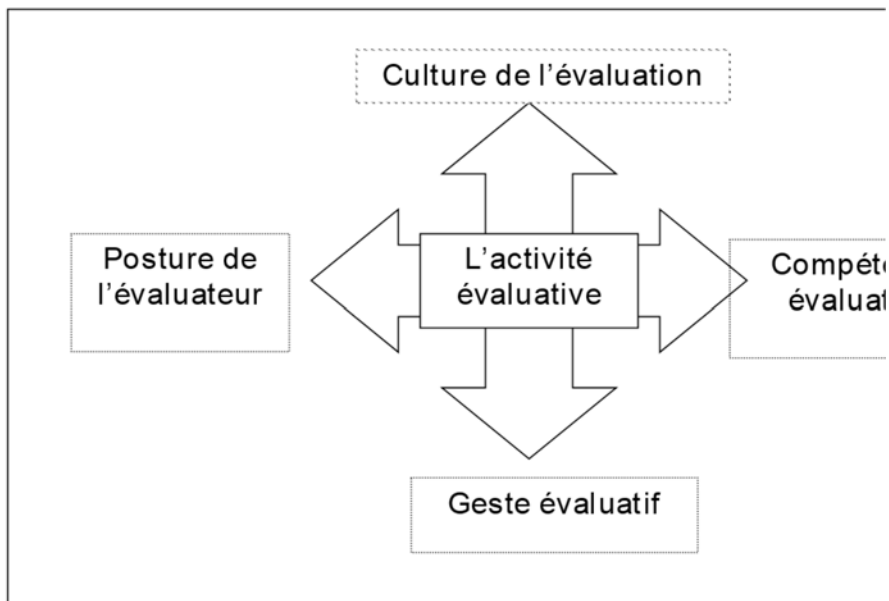 Culture de l’évaluation
Posture de
l’évaluateur
L’activité
évaluative
Geste évaluatif